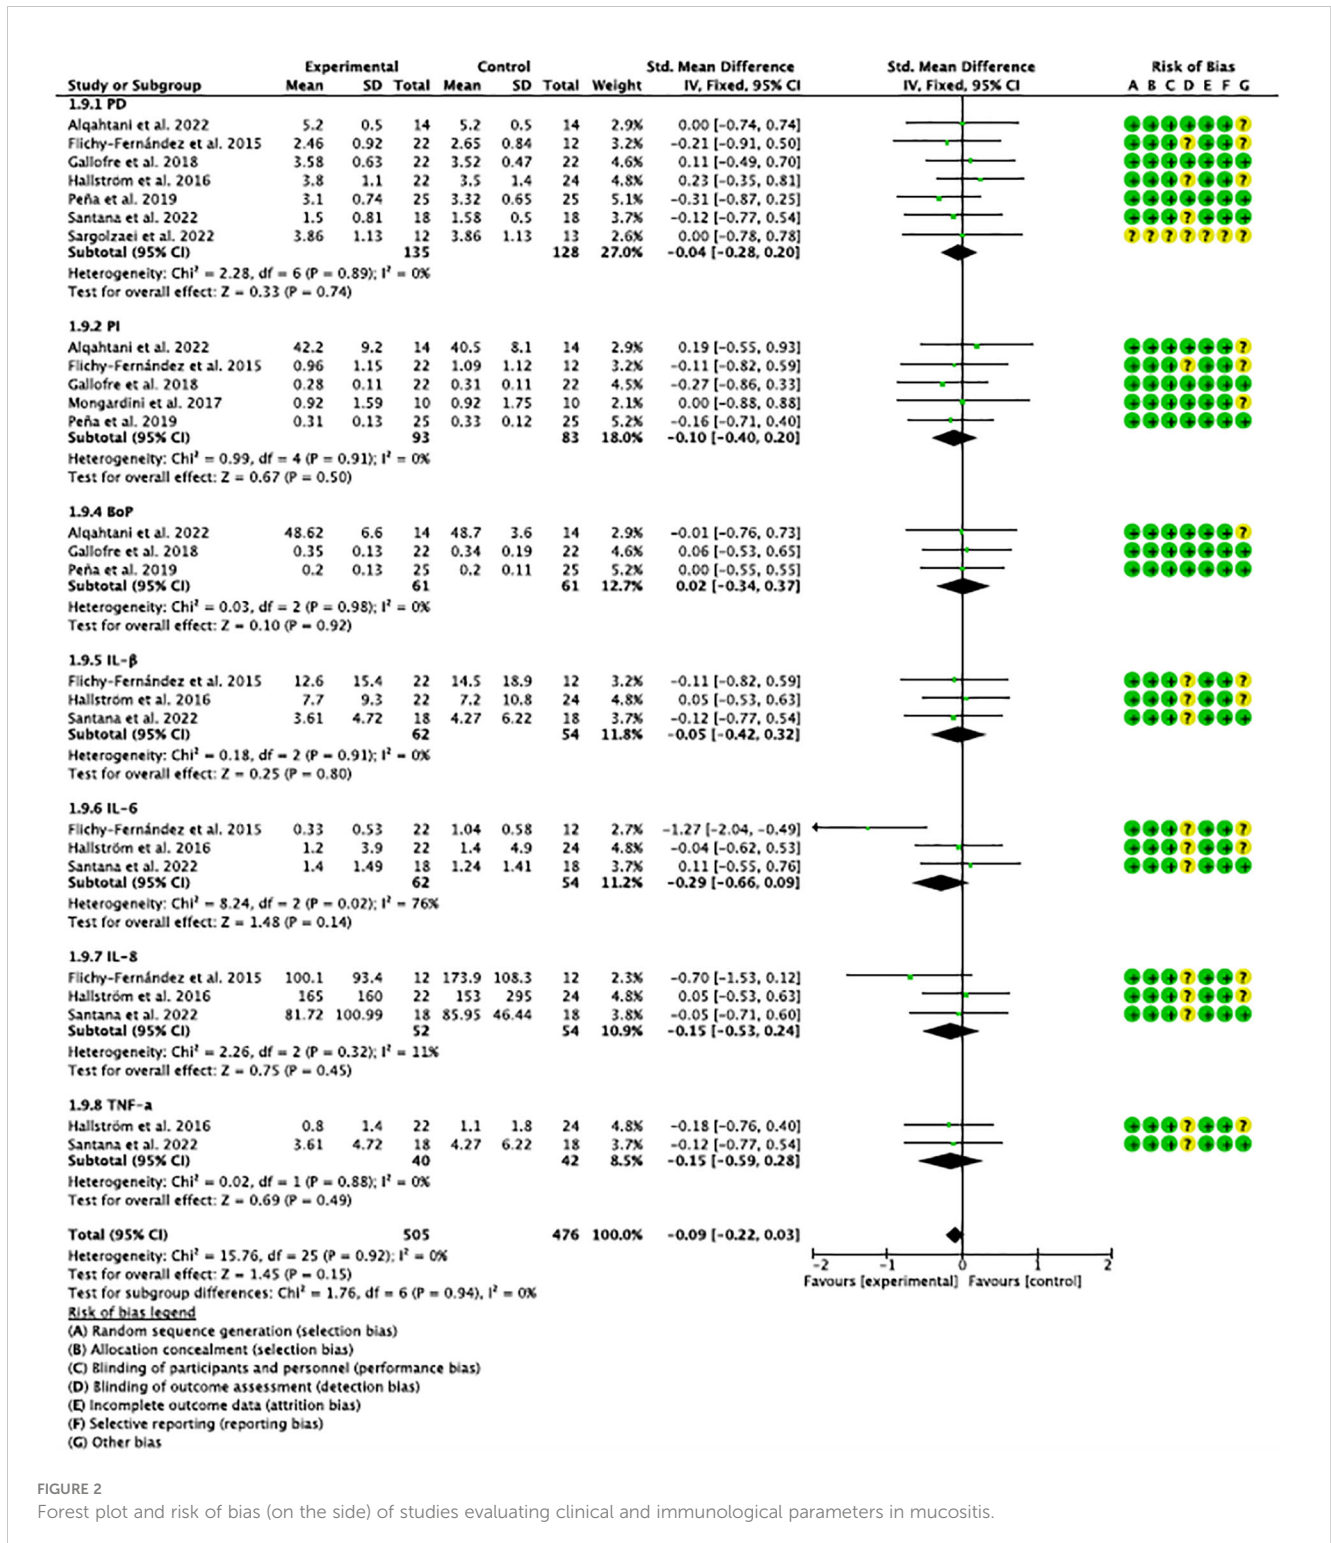 Experimental Control Std. Mean Difference Std. Mean Difference Risk of Bias
Study or Subgroup Mean SD Total Mean SD Total Weight IV, Fixed, 95% CI IV, Fixed, 95% CI A B C D E F G
1.9.1 PD
Alqahtani et al. 2022 5.2 0.5 14 5.2 0.5 14 2.9% 0.00 [-0.74, 0.74] + + + + + + ?
Flichy-Fernández et al. 2015 2.46 0.92 22 2.65 0.84 12 3.2% -0.21 [-0.91, 0.50] + + + ? + + ?
Gallofre et al. 2018 3.58 0.63 22 3.52 0.47 22 4.6% 0.11 [-0.49, 0.70] + + + + + + +
Hallström et al. 2016 3.8 1.1 22 3.5 1.4 24 4.8% 0.23 [-0.35, 0.81] + + + ? + + ?
Peña et al. 2019 3.1 0.74 25 3.32 0.65 25 5.1% -0.31 [-0.87, 0.25] + + + + + + +
Santana et al. 2022 1.5 0.81 18 1.58 0.5 18 3.7% -0.12 [-0.77, 0.54] + + + ? + + +
Sargolzaei et al. 2022 3.86 1.13 12 3.86 1.13 13 2.6% 0.00 [-0.78, 0.78] ? ? ? ? ? ? ?
Subtotal (95% CI) 135 128 27.0% -0.04 [-0.28, 0.20]
Heterogeneity: Chi² = 2.28, df = 6 (P = 0.89); I² = 0%
Test for overall effect: Z = 0.33 (P = 0.74)
1.9.2 PI
Alqahtani et al. 2022 42.2 9.2 14 40.5 8.1 14 2.9% 0.19 [-0.55, 0.93] + + + + + + ?
Flichy-Fernández et al. 2015 0.96 1.15 22 1.09 1.12 12 3.2% -0.11 [-0.82, 0.59] + + + ? + + ?
Gallofre et al. 2018 0.28 0.11 22 0.31 0.11 22 4.5% -0.27 [-0.86, 0.33] + + + + + + +
Mongardini et al. 2017 0.92 1.59 10 0.92 1.75 10 2.1% 0.00 [-0.88, 0.88] + + + + + + ?
Peña et al. 2019 0.31 0.13 25 0.33 0.12 25 5.2% -0.16 [-0.71, 0.40] + + + + + + +
Subtotal (95% CI) 93 83 18.0% -0.10 [-0.40, 0.20]
Heterogeneity: Chi² = 0.99, df = 4 (P = 0.91); I² = 0%
Test for overall effect: Z = 0.67 (P = 0.50)
1.9.4 BoP
Alqahtani et al. 2022 48.62 6.6 14 48.7 3.6 14 2.9% -0.01 [-0.76, 0.73] + + + + + + ?
Gallofre et al. 2018 0.35 0.13 22 0.34 0.19 22 4.6% 0.06 [-0.53, 0.65] + + + + + + +
Peña et al. 2019 0.2 0.13 25 0.2 0.11 25 5.2% 0.00 [-0.55, 0.55] + + + + + + +
Subtotal (95% CI) 61 61 12.7% 0.02 [-0.34, 0.37]
Heterogeneity: Chi² = 0.03, df = 2 (P = 0.98); I² = 0%
Test for overall effect: Z = 0.10 (P = 0.92)
1.9.5 IL-β
Flichy-Fernández et al. 2015 12.6 15.4 22 14.5 18.9 12 3.2% -0.11 [-0.82, 0.59] + + + ? + + ?
Hallström et al. 2016 7.7 9.3 22 7.2 10.8 24 4.8% 0.05 [-0.53, 0.63] + + + ? + + ?
Santana et al. 2022 3.61 4.72 18 4.27 6.22 18 3.7% -0.12 [-0.77, 0.54] + + + ? + + +
Subtotal (95% CI) 62 54 11.8% -0.05 [-0.42, 0.32]
Heterogeneity: Chi² = 0.18, df = 2 (P = 0.91); I² = 0%
Test for overall effect: Z = 0.25 (P = 0.80)
1.9.6 IL-6
Flichy-Fernández et al. 2015 0.33 0.53 22 1.04 0.58 12 2.7% -1.27 [-2.04, -0.49] + + + ? + + ?
Hallström et al. 2016 1.2 3.9 22 1.4 4.9 24 4.8% -0.04 [-0.62, 0.53] + + + ? + + ?
Santana et al. 2022 1.4 1.49 18 1.24 1.41 18 3.7% 0.11 [-0.55, 0.76] + + + ? + + +
Subtotal (95% CI) 62 54 11.2% -0.29 [-0.66, 0.09]
Heterogeneity: Chi² = 8.24, df = 2 (P = 0.02); I² = 76%
Test for overall effect: Z = 1.48 (P = 0.14)
1.9.7 IL-8
Flichy-Fernández et al. 2015 100.1 93.4 12 173.9 108.3 12 2.3% -0.70 [-1.53, 0.12] + + + ? + + ?
Hallström et al. 2016 165 160 22 153 295 24 4.8% 0.05 [-0.53, 0.63] + + + ? + + ?
Santana et al. 2022 81.72 100.99 18 85.95 46.44 18 3.8% -0.05 [-0.71, 0.60] + + + ? + + +
Subtotal (95% CI) 52 54 10.9% -0.15 [-0.53, 0.24]
Heterogeneity: Chi² = 2.26, df = 2 (P = 0.32); I² = 11%
Test for overall effect: Z = 0.75 (P = 0.45)
1.9.8 TNF-a
Hallström et al. 2016 0.8 1.4 22 1.1 1.8 24 4.8% -0.18 [-0.76, 0.40] + + + ? + + ?
Santana et al. 2022 3.61 4.72 18 4.27 6.22 18 3.7% -0.12 [-0.77, 0.54] + + + ? + + +
Subtotal (95% CI) 40 42 8.5% -0.15 [-0.59, 0.28]
Heterogeneity: Chi² = 0.02, df = 1 (P = 0.88); I² = 0%
Test for overall effect: Z = 0.69 (P = 0.49)
Total (95% CI) 505 476 100.0% -0.09 [-0.22, 0.03]
Heterogeneity: Chi² = 15.76, df = 25 (P = 0.92); I² = 0%
Test for overall effect: Z = 1.45 (P = 0.15)
Test for subgroup differences: Chi² = 1.76, df = 6 (P = 0.94), I² = 0%
-2 -1 0 1 2
Favours [experimental] Favours [control]
Risk of bias legend
(A) Random sequence generation (selection bias)
(B) Allocation concealment (selection bias)
(C) Blinding of participants and personnel (performance bias)
(D) Blinding of outcome assessment (detection bias)
(E) Incomplete outcome data (attrition bias)
(F) Selective reporting (reporting bias)
(G) Other bias
FIGURE 2
Forest plot and risk of bias (on the side) of studies evaluating clinical and immunological parameters in mucositis.